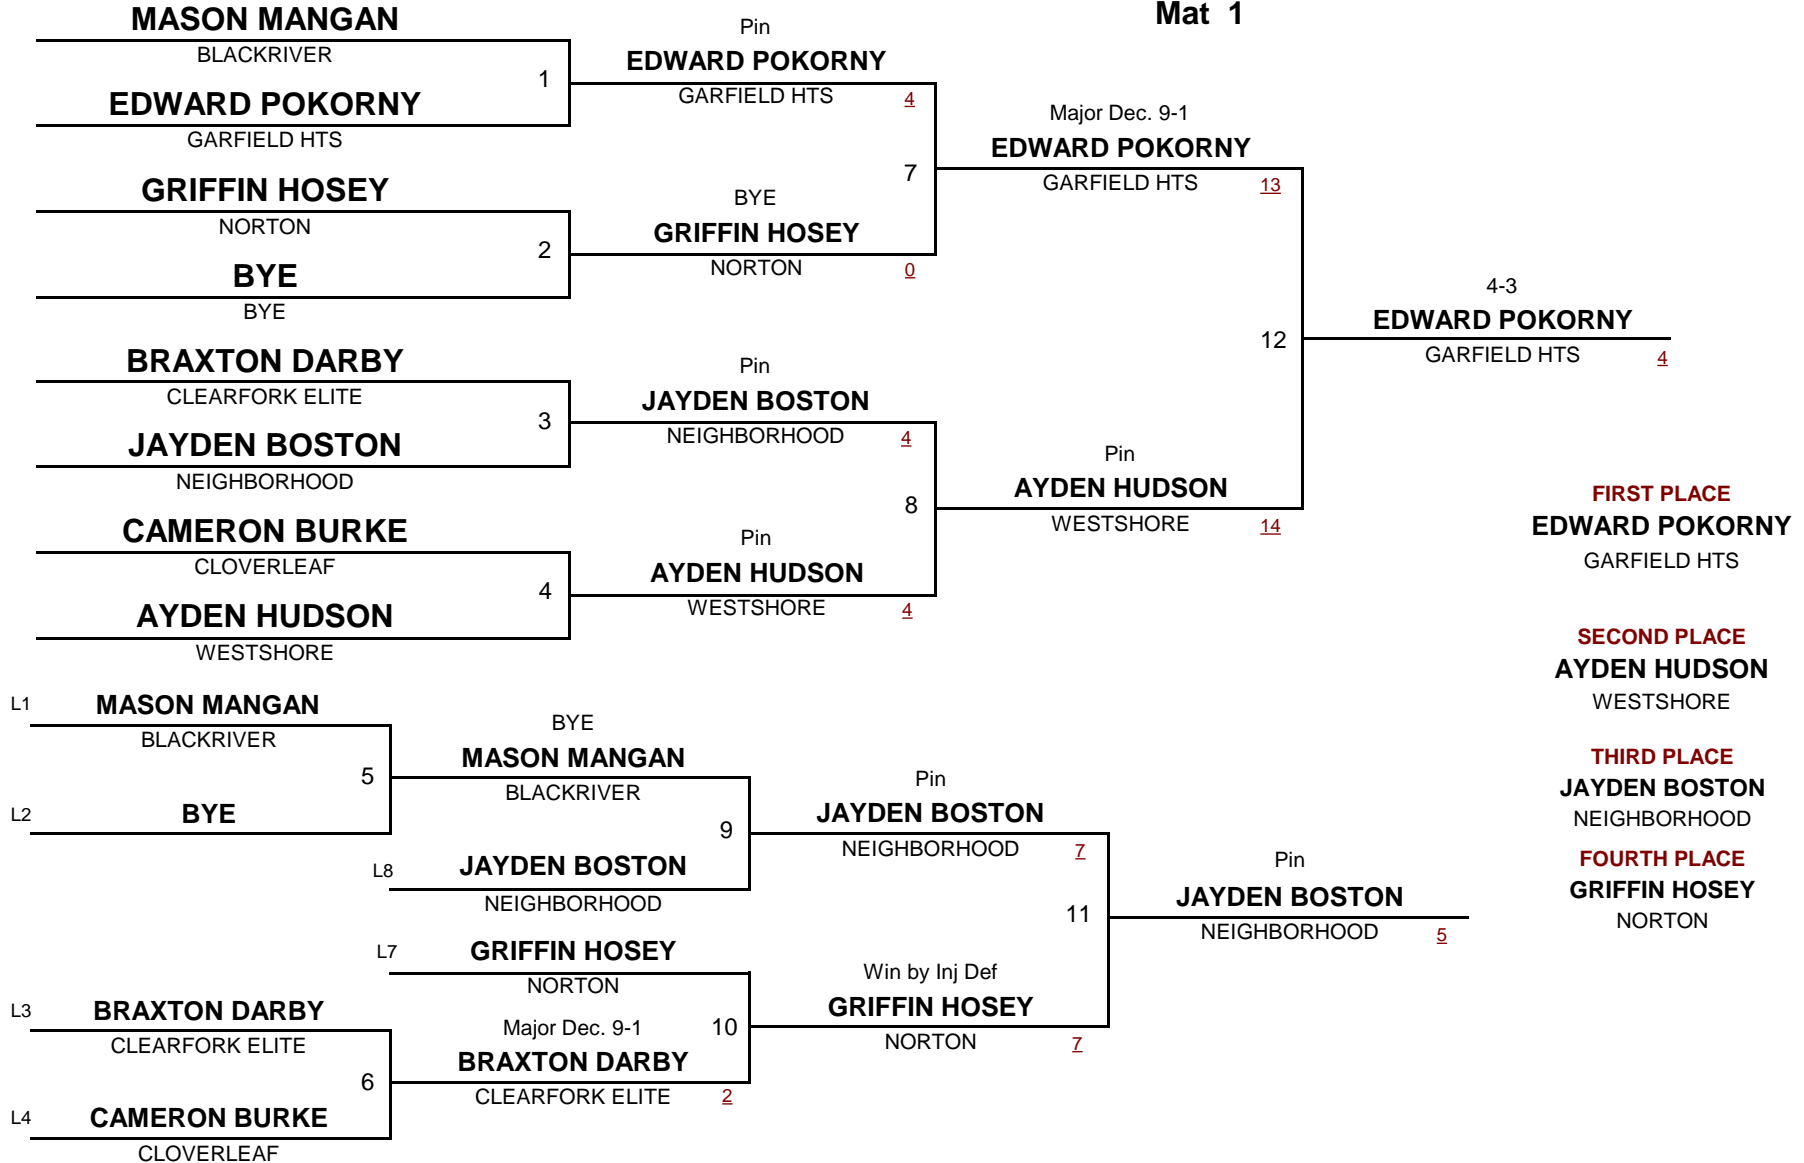 Mat 1
MASON MANGAN
BLACKRIVER
1
EDWARD POKORNY
GARFIELD HTS
GRIFFIN HOSEY
NORTON
2
BYE
BYE
BRAXTON DARBY
CLEARFORK ELITE
3
JAYDEN BOSTON
NEIGHBORHOOD
CAMERON BURKE
CLOVERLEAF
4
AYDEN HUDSON
WESTSHORE
Pin
EDWARD POKORNY
GARFIELD HTS 4
7
BYE
GRIFFIN HOSEY
NORTON 0
Pin
JAYDEN BOSTON
NEIGHBORHOOD 4
8
Pin
AYDEN HUDSON
WESTSHORE 4
Major Dec. 9-1
EDWARD POKORNY
GARFIELD HTS 13
12
Pin
AYDEN HUDSON
WESTSHORE 14
4-3
EDWARD POKORNY
GARFIELD HTS 4
FIRST PLACE
EDWARD POKORNY
GARFIELD HTS
SECOND PLACE
AYDEN HUDSON
WESTSHORE
THIRD PLACE
JAYDEN BOSTON
NEIGHBORHOOD
FOURTH PLACE
GRIFFIN HOSEY
NORTON
L1 MASON MANGAN
BLACKRIVER
5
L2 BYE
BYE
MASON MANGAN
BLACKRIVER
9
L8 JAYDEN BOSTON
NEIGHBORHOOD
L7 GRIFFIN HOSEY
NORTON
10
L3 BRAXTON DARBY
CLEARFORK ELITE
6
L4 CAMERON BURKE
CLOVERLEAF
Major Dec. 9-1
BRAXTON DARBY
CLEARFORK ELITE 2
Pin
JAYDEN BOSTON
NEIGHBORHOOD 7
11
Win by Inj Def
GRIFFIN HOSEY
NORTON 7
Pin
JAYDEN BOSTON
NEIGHBORHOOD 5